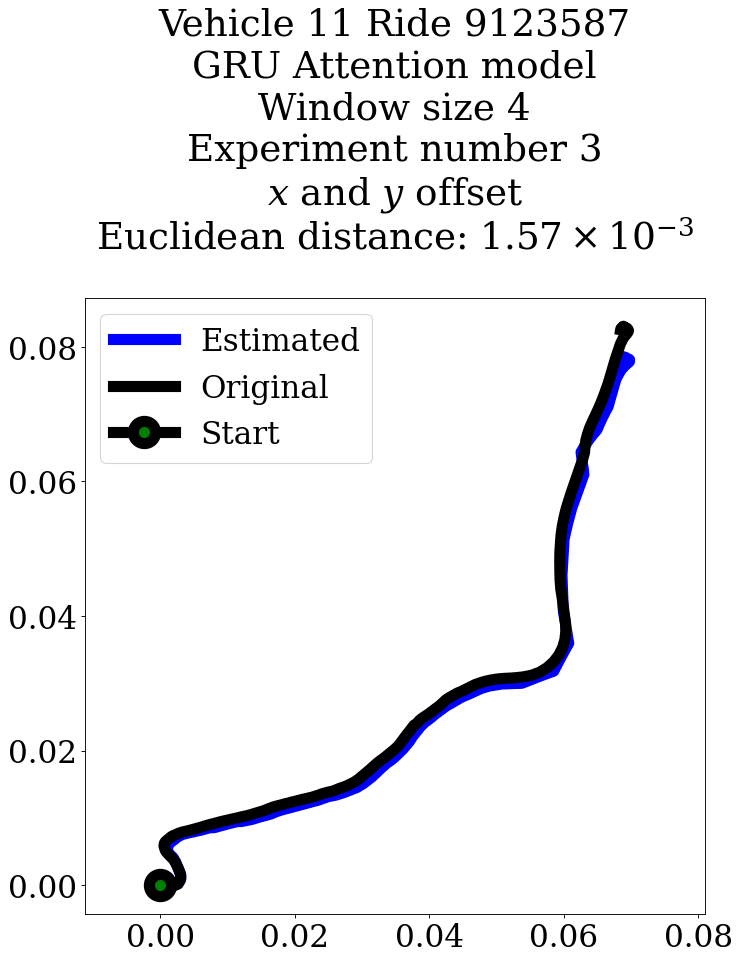 Vehicle 11 Ride 9123587
GRU Attention model
Window size 4
Experiment number 3
x and y offset
Euclidean distance: 1.57 × 10⁻³
Estimated
Original
Start
0.08
0.06
0.04
0.02
0.00
0.00 0.02 0.04 0.06 0.08